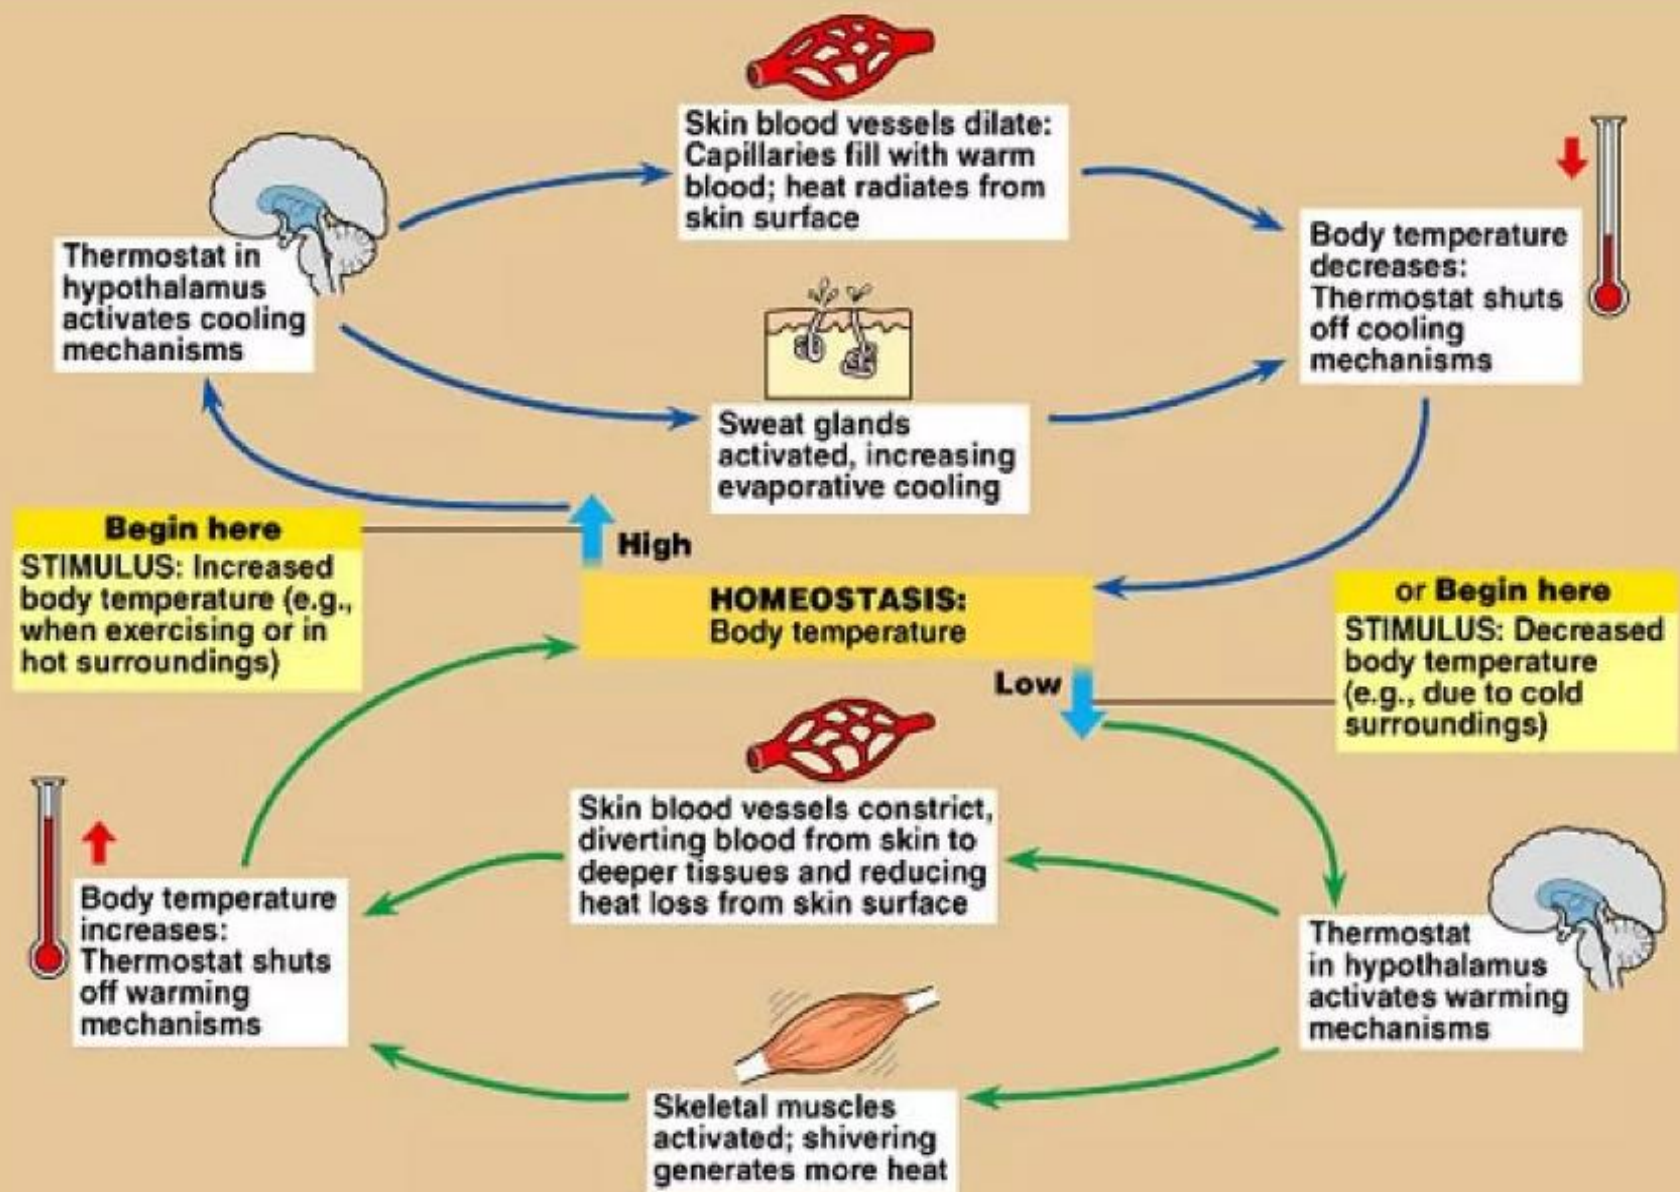 Skin blood vessels dilate:
Capillaries fill with warm
blood; heat radiates from
skin surface
Thermostat in
hypothalamus
activates cooling
mechanisms
Body temperature
decreases:
Thermostat shuts
off cooling
mechanisms
Sweat glands
activated, increasing
evaporative cooling
Begin here
STIMULUS: Increased
body temperature (e.g.,
when exercising or in
hot surroundings)
High
HOMEOSTASIS:
Body temperature
Low
or Begin here
STIMULUS: Decreased
body temperature
(e.g., due to cold
surroundings)
Skin blood vessels constrict,
diverting blood from skin to
deeper tissues and reducing
heat loss from skin surface
Body temperature
increases:
Thermostat shuts
off warming
mechanisms
Thermostat
in hypothalamus
activates warming
mechanisms
Skeletal muscles
activated; shivering
generates more heat